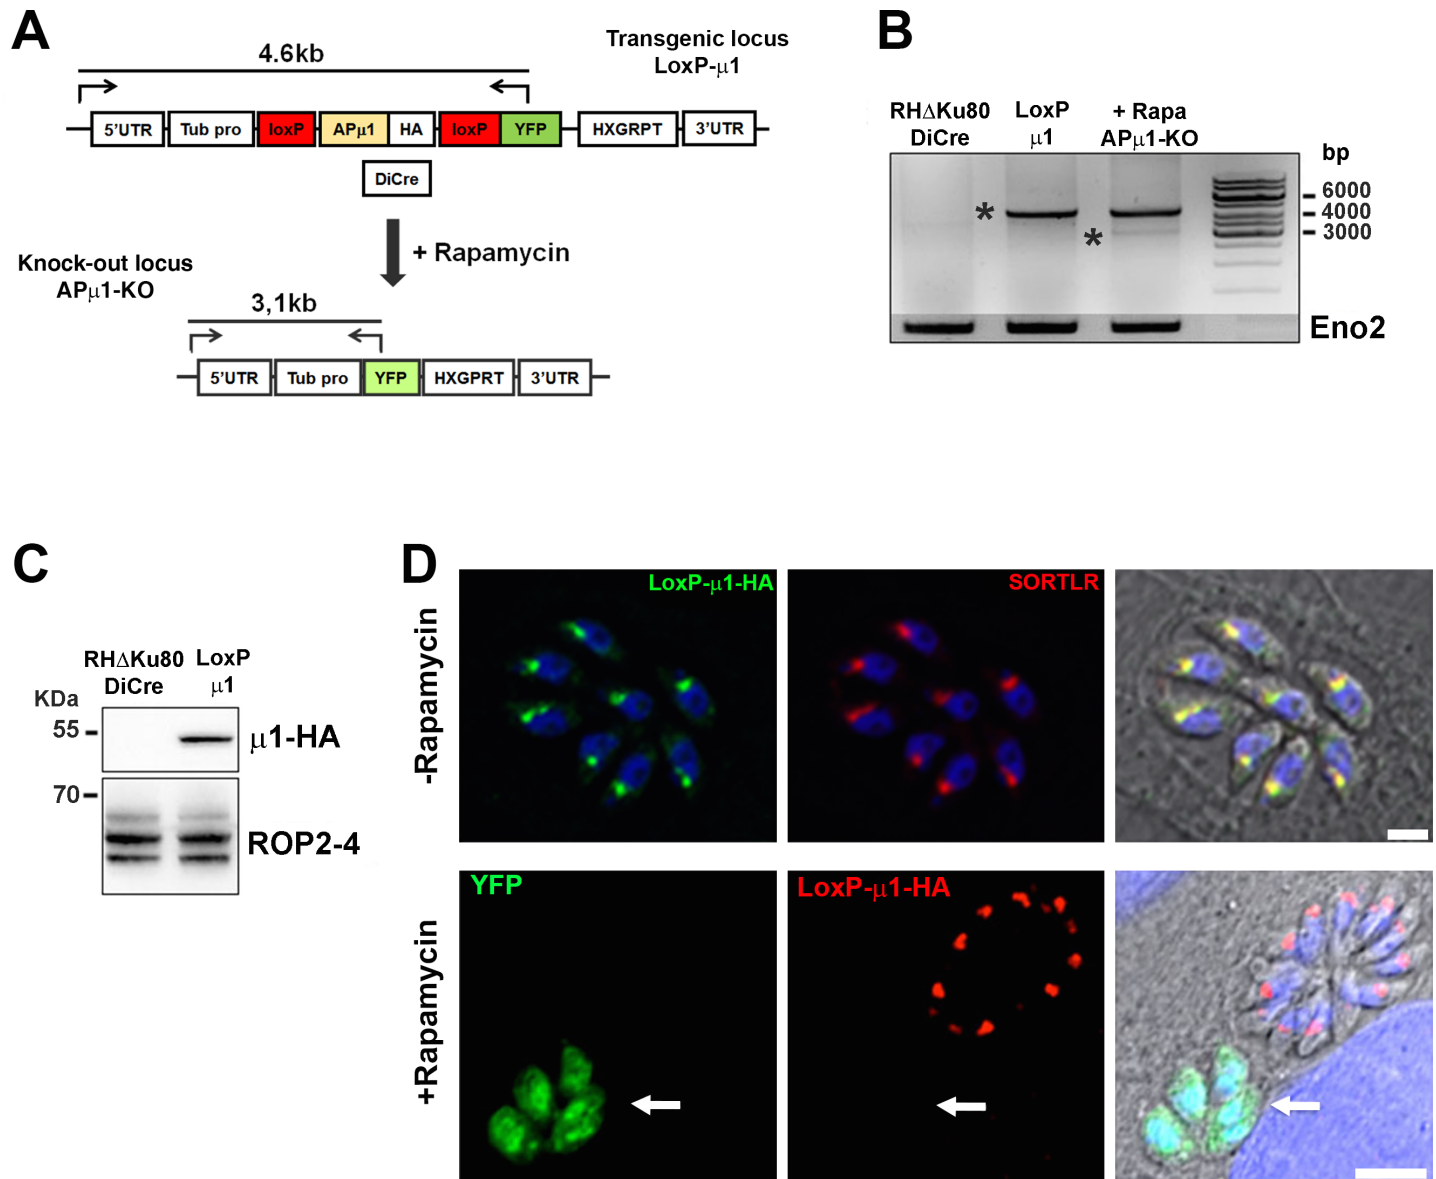 A
4.6kb
Transgenic locus
LoxP-µ1
5'UTR Tub pro loxP APµ1 HA loxP YFP HXGRPT 3'UTR
DiCre
+ Rapamycin
Knock-out locus
APµ1-KO
3,1kb
5'UTR Tub pro YFP HXGPRT 3'UTR
B
RHΔKu80
DiCre
LoxP
µ1
+ Rapa
APµ1-KO
bp
6000
4000
3000
*
*
Eno2
C
RHΔKu80
DiCre
LoxP
µ1
KDa
55
µ1-HA
70
ROP2-4
D
-Rapamycin
LoxP-µ1-HA
SORTLR
+Rapamycin
YFP
LoxP-µ1-HA